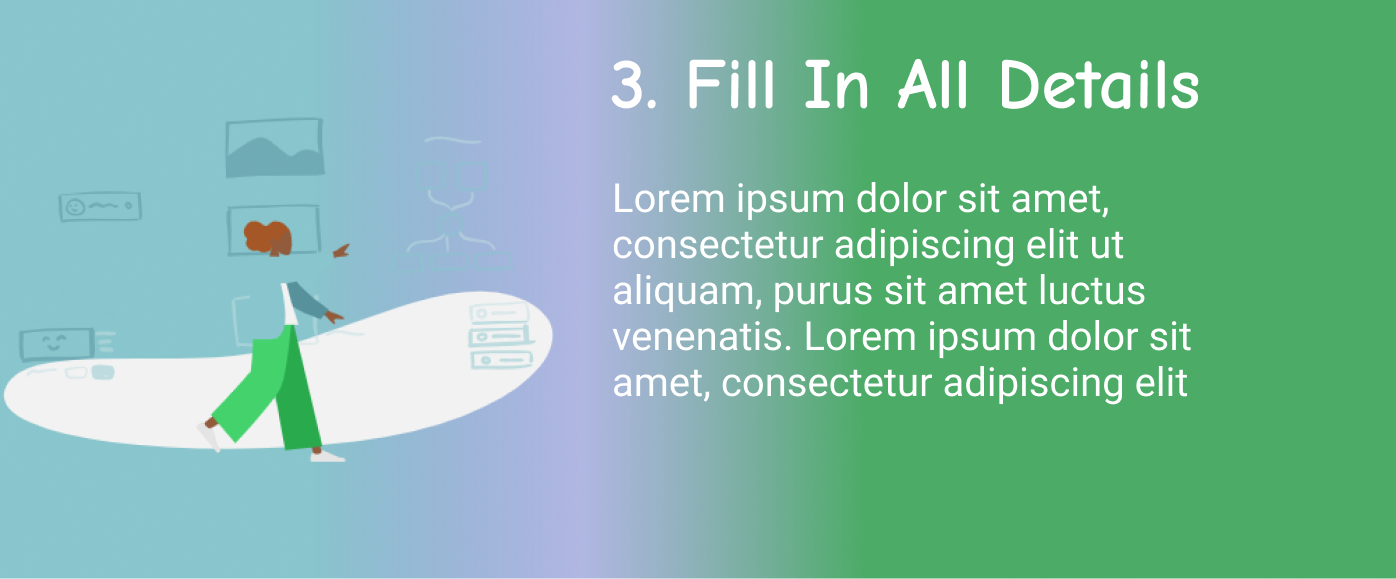 3. Fill In All Details
Lorem ipsum dolor sit amet,
consectetur adipiscing elit ut
aliquam, purus sit amet luctus
venenatis. Lorem ipsum dolor sit
amet, consectetur adipiscing elit